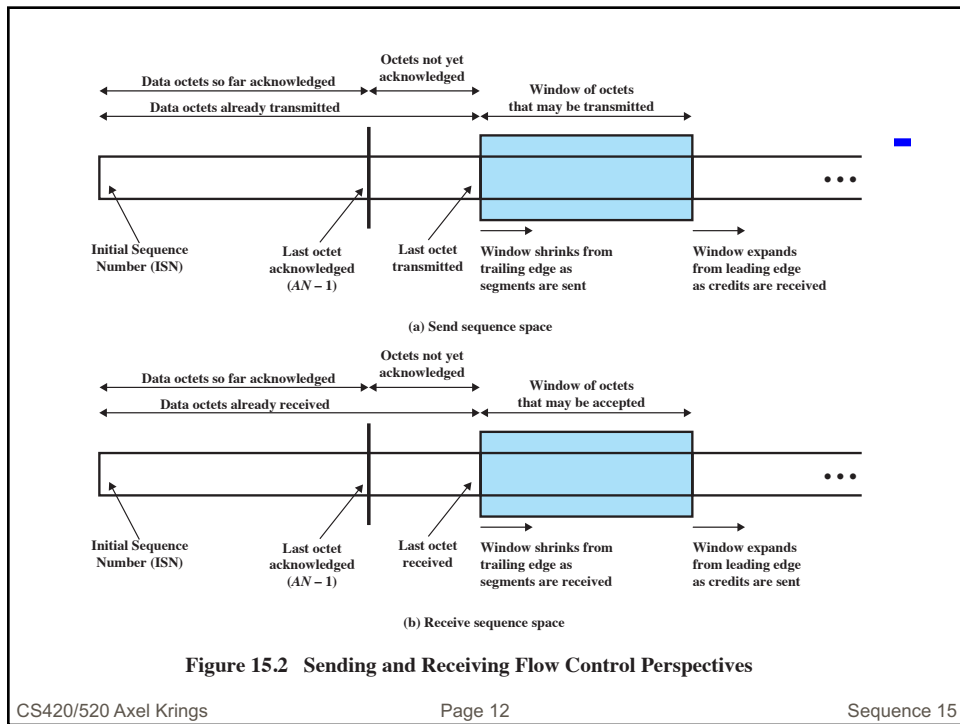 Octets not yet
acknowledged
Data octets so far acknowledged
Window of octets
that may be transmitted
Data octets already transmitted
• • •
Initial Sequence
Number (ISN)
Last octet
acknowledged
(AN – 1)
Last octet
transmitted
Window shrinks from
trailing edge as
segments are sent
Window expands
from leading edge
as credits are received
(a) Send sequence space
Octets not yet
acknowledged
Data octets so far acknowledged
Window of octets
that may be accepted
Data octets already received
• • •
Initial Sequence
Number (ISN)
Last octet
acknowledged
(AN – 1)
Last octet
received
Window shrinks from
trailing edge as
segments are received
Window expands
from leading edge
as credits are sent
(b) Receive sequence space
Figure 15.2 Sending and Receiving Flow Control Perspectives
CS420/520 Axel Krings Page 12 Sequence 15